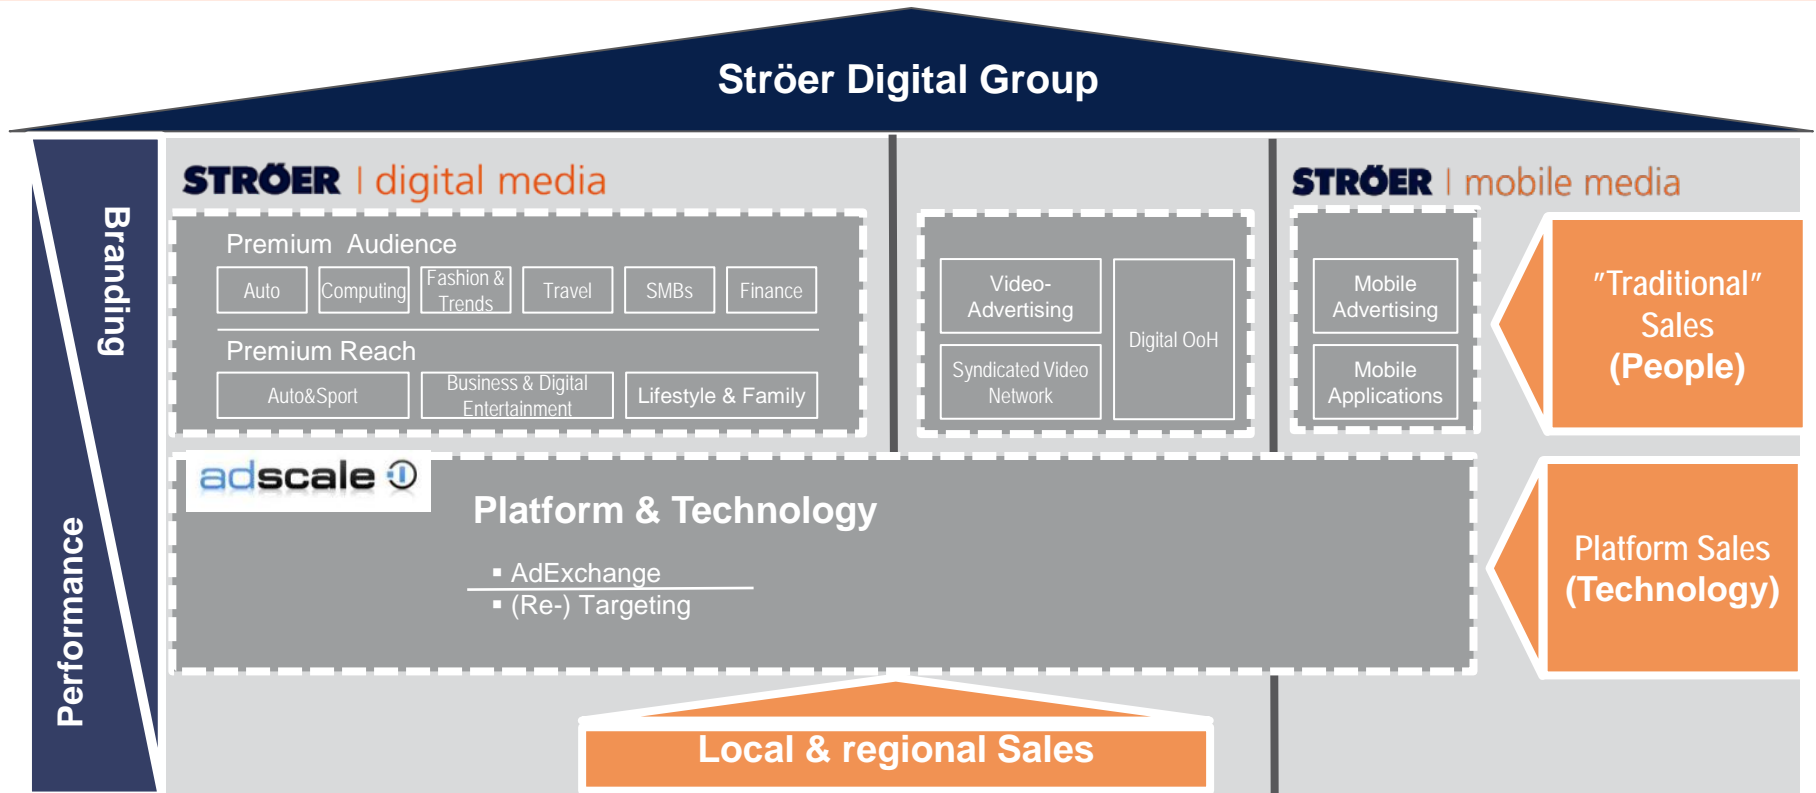 Ströer Digital Group
Branding
Performance
STRÖER | digital media
Premium Audience
Auto
Computing
Fashion &
Trends
Travel
SMBs
Finance
Premium Reach
Auto&Sport
Business & Digital
Entertainment
Lifestyle & Family
Video-
Advertising
Syndicated Video
Network
Digital OoH
STRÖER | mobile media
Mobile
Advertising
Mobile
Applications
"Traditional"
Sales
(People)
adscale
Platform & Technology
▪ AdExchange
▪ (Re-) Targeting
Platform Sales
(Technology)
Local & regional Sales